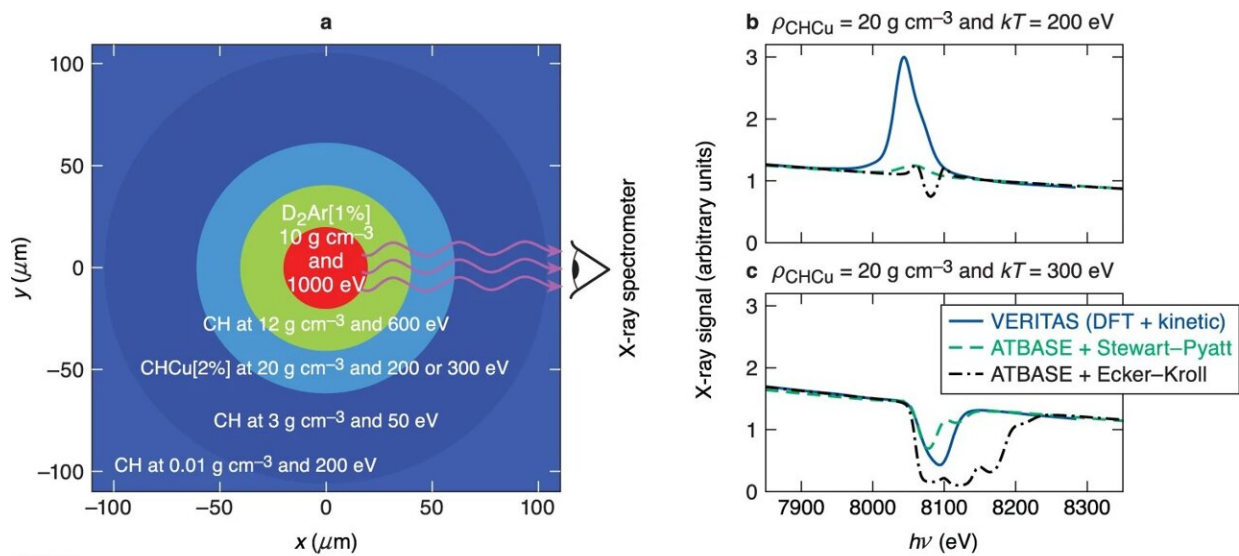 a
100
50
0
−50
−100
y (μm)
D₂Ar[1%]
10 g cm⁻³
and
1000 eV
CH at 12 g cm⁻³ and 600 eV
CHCu[2%] at 20 g cm⁻³ and 200 or 300 eV
CH at 3 g cm⁻³ and 50 eV
CH at 0.01 g cm⁻³ and 200 eV
−100 −50 0 50 100
x (μm)
X-ray spectrometer
b ρCHCu = 20 g cm⁻³ and kT = 200 eV
3
2
1
0
7900 8000 8100 8200 8300
X-ray signal (arbitrary units)
c ρCHCu = 20 g cm⁻³ and kT = 300 eV
3
2
1
0
VERITAS (DFT + kinetic)
ATBASE + Stewart–Pyatt
ATBASE + Ecker–Kroll
7900 8000 8100 8200 8300
hν (eV)